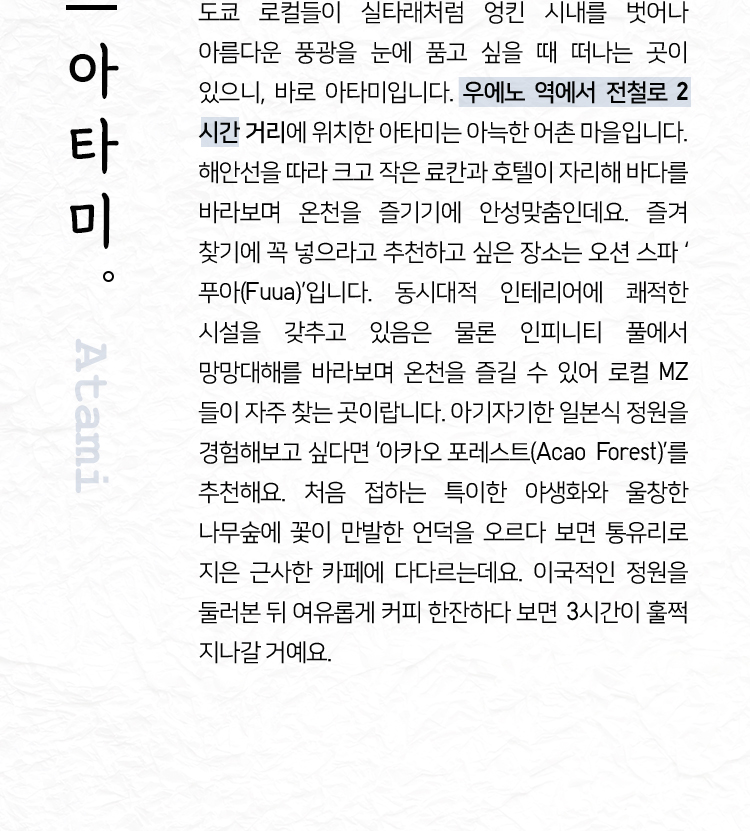 아타미。
Atami
도쿄 로컬들이 실타래처럼 엉킨 시내를 벗어나
아름다운 풍광을 눈에 품고 싶을 때 떠나는 곳이
있으니, 바로 아타미입니다. 우에노 역에서 전철로 2
시간 거리에 위치한 아타미는 아늑한 어촌 마을입니다.
해안선을 따라 크고 작은 료칸과 호텔이 자리해 바다를
바라보며 온천을 즐기기에 안성맞춤인데요. 즐겨
찾기에 꼭 넣으라고 추천하고 싶은 장소는 오션 스파 ‘
푸아(Fuua)’입니다. 동시대적 인테리어에 쾌적한
시설을 갖추고 있음은 물론 인피니티 풀에서
망망대해를 바라보며 온천을 즐길 수 있어 로컬 MZ
들이 자주 찾는 곳이랍니다. 아기자기한 일본식 정원을
경험해보고 싶다면 ‘아카오 포레스트(Acao Forest)’를
추천해요. 처음 접하는 특이한 야생화와 울창한
나무숲에 꽃이 만발한 언덕을 오르다 보면 통유리로
지은 근사한 카페에 다다르는데요. 이국적인 정원을
둘러본 뒤 여유롭게 커피 한잔하다 보면 3시간이 훌쩍
지나갈 거예요.